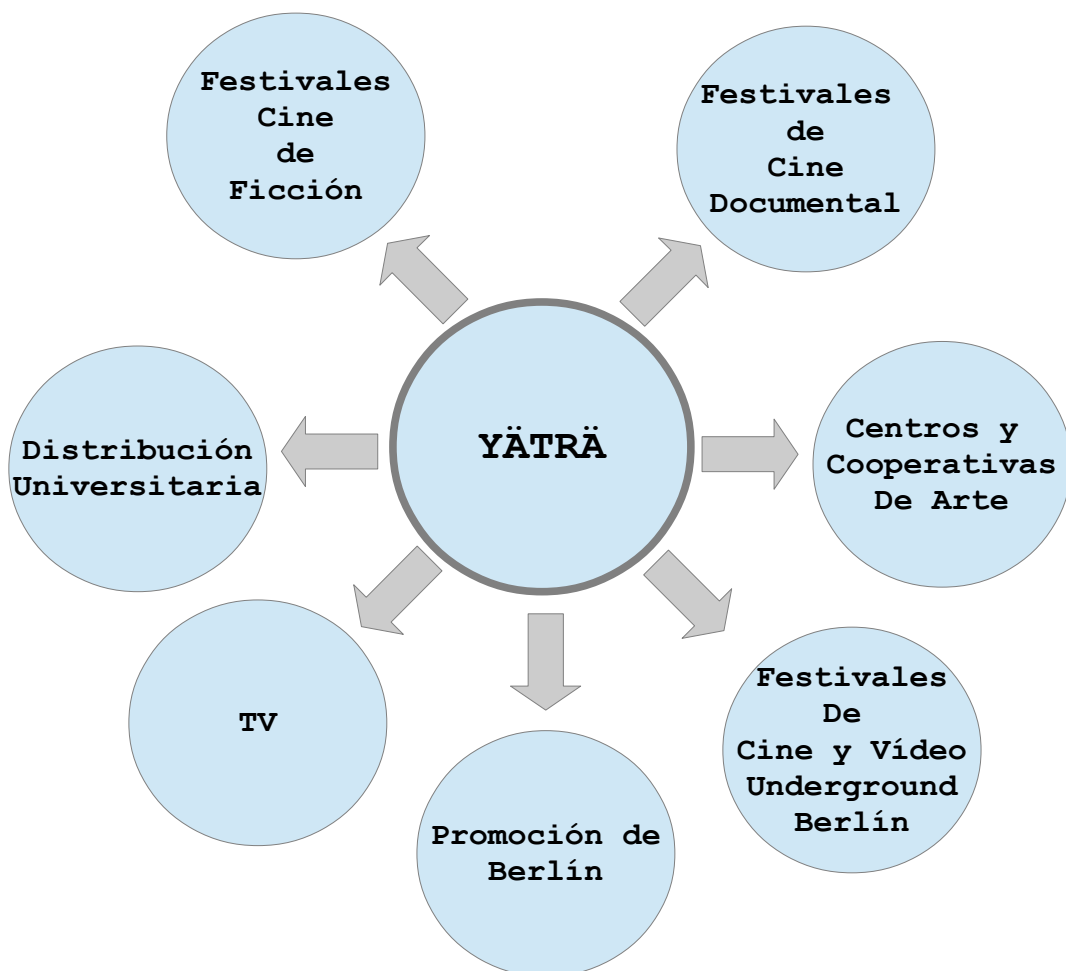 Festivales
Cine
de
Ficción
Festivales
de
Cine
Documental
YÄTRÄ
Distribución
Universitaria
Centros y
Cooperativas
De Arte
TV
Festivales
De
Cine y Vídeo
Underground
Berlín
Promoción de
Berlín